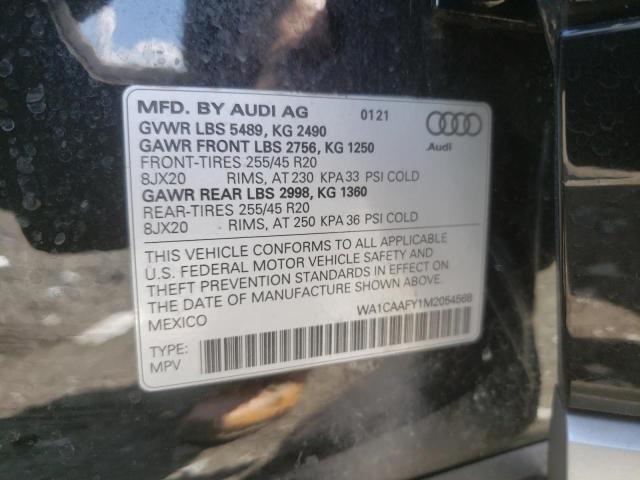 MFD. BY AUDI AG 0121
GVWR LBS 5489, KG 2490
GAWR FRONT LBS 2756, KG 1250
Audi
FRONT-TIRES 255/45 R20
8JX20 RIMS, AT 230 KPA 33 PSI COLD
GAWR REAR LBS 2998, KG 1360
REAR-TIRES 255/45 R20
8JX20 RIMS, AT 250 KPA 36 PSI COLD
THIS VEHICLE CONFORMS TO ALL APPLICABLE
U.S. FEDERAL MOTOR VEHICLE SAFETY AND
THEFT PREVENTION STANDARDS IN EFFECT ON
THE DATE OF MANUFACTURE SHOWN ABOVE.
MEXICO WA1CAAFY1M2054568
TYPE:
MPV